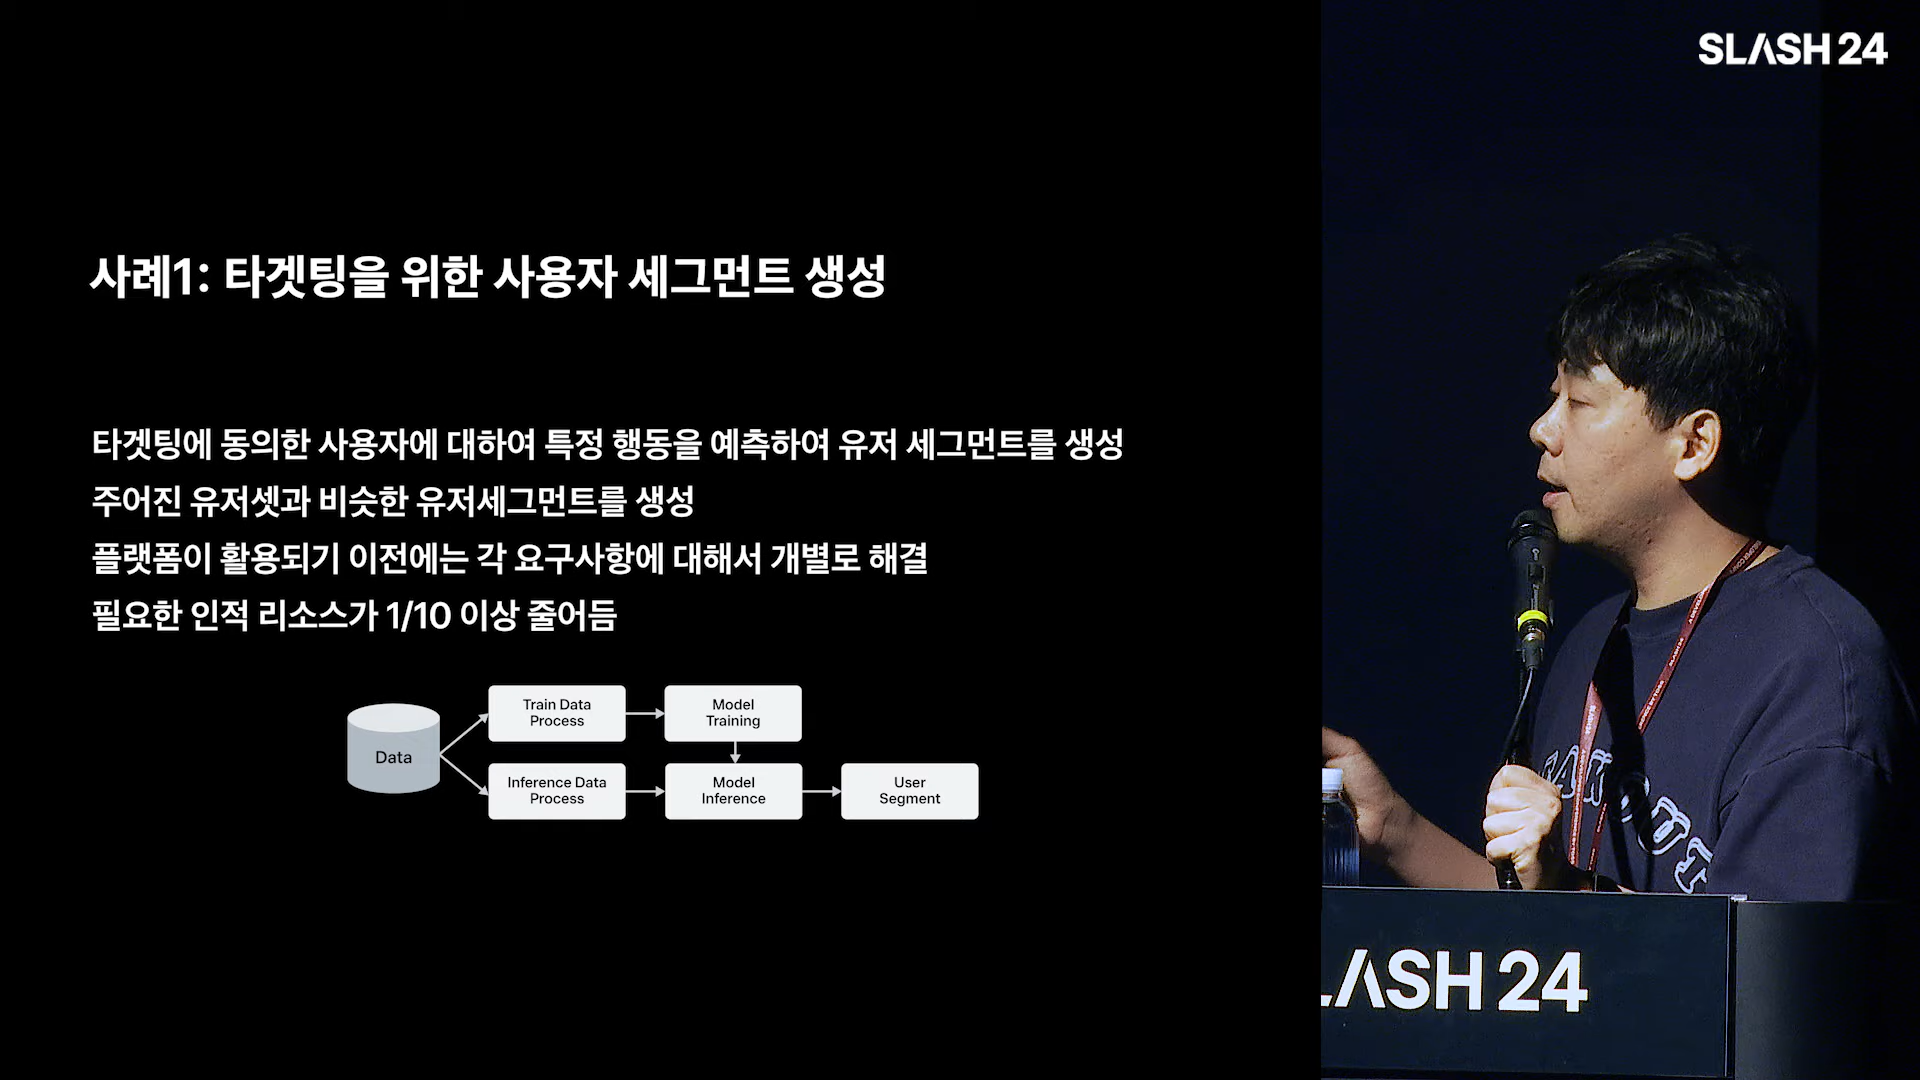 SLASH 24
사례1: 타겟팅을 위한 사용자 세그먼트 생성
타겟팅에 동의한 사용자에 대하여 특정 행동을 예측하여 유저 세그먼트를 생성
주어진 유저셋과 비슷한 유저세그먼트를 생성
플랫폼이 활용되기 이전에는 각 요구사항에 대해서 개별로 해결
필요한 인적 리소스가 1/10 이상 줄어듬
Data
Train Data
Process
Model
Training
Inference Data
Process
Model
Inference
User
Segment
SLASH 24